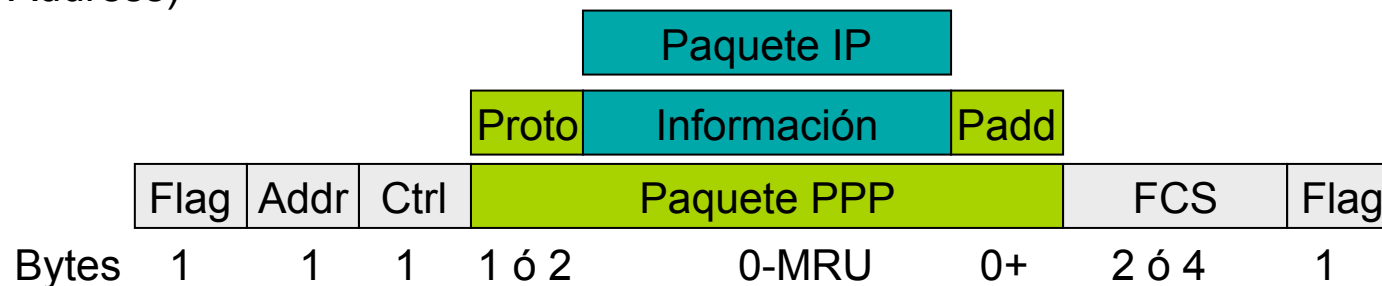 Address)
Paquete IP
Proto Información Padd
Flag Addr Ctrl Paquete PPP FCS Flag
Bytes 1 1 1 1 ó 2 0-MRU 0+ 2 ó 4 1